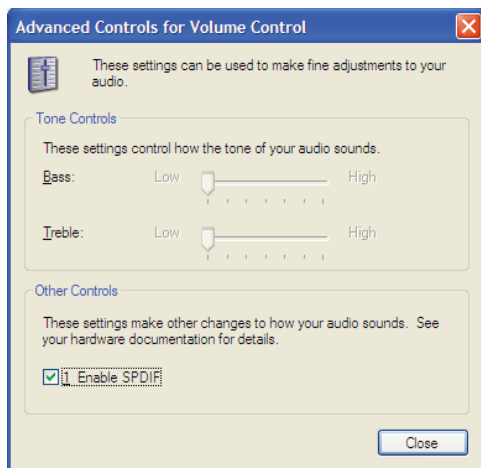 Advanced Controls for Volume Control
These settings can be used to make fine adjustments to your
audio.
Tone Controls
These settings control how the tone of your audio sounds.
Bass: Low High
Treble: Low High
Other Controls
These settings make other changes to how your audio sounds. See
your hardware documentation for details.
1 Enable SPDIF
Close